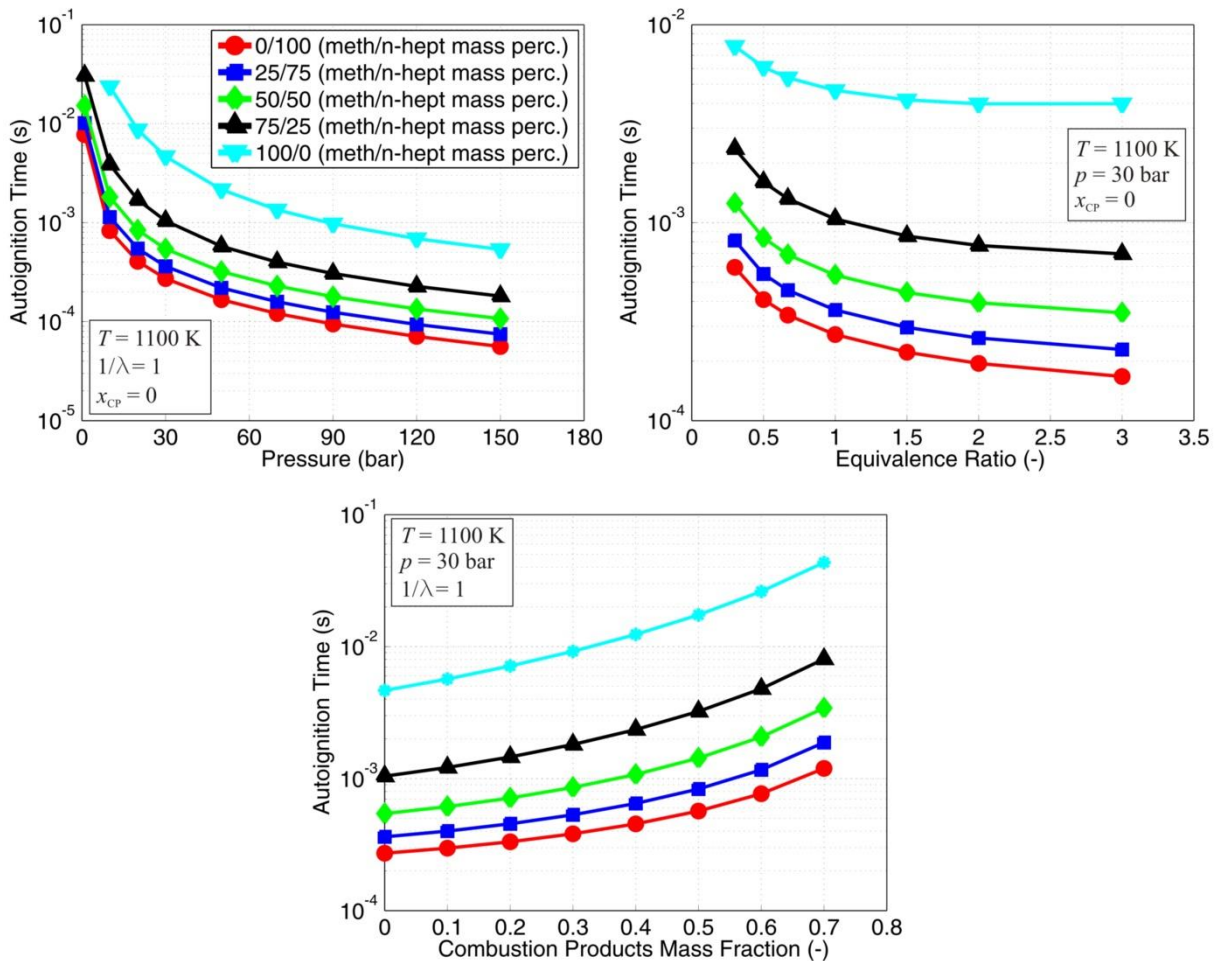 10^-1
10^-2
10^-3
10^-4
10^-5
Autoignition Time (s)
0/100 (meth/n-hept mass perc.)
25/75 (meth/n-hept mass perc.)
50/50 (meth/n-hept mass perc.)
75/25 (meth/n-hept mass perc.)
100/0 (meth/n-hept mass perc.)
T = 1100 K
1/λ = 1
x_CP = 0
0 30 60 90 120 150 180
Pressure (bar)
10^-2
10^-3
10^-4
Autoignition Time (s)
T = 1100 K
p = 30 bar
x_CP = 0
0.5 1 1.5 2 2.5 3 3.5
Equivalence Ratio (-)
10^-1
10^-2
10^-3
10^-4
Autoignition Time (s)
T = 1100 K
p = 30 bar
1/λ = 1
0 0.1 0.2 0.3 0.4 0.5 0.6 0.7 0.8
Combustion Products Mass Fraction (-)